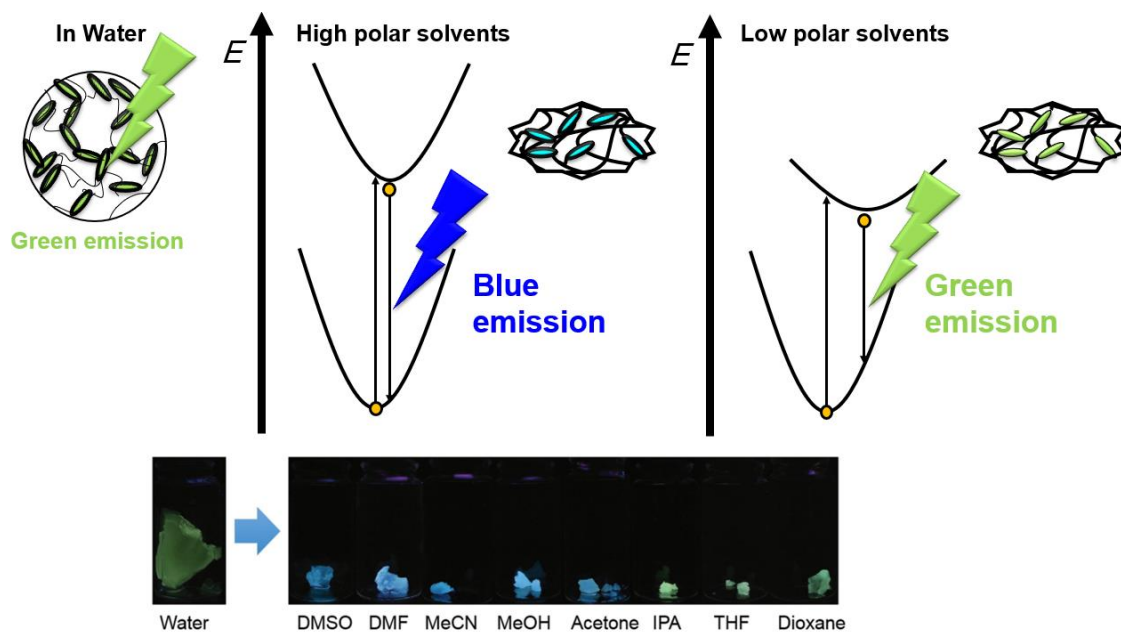 In Water
Green emission
E
High polar solvents
Blue
emission
E
Low polar solvents
Green
emission
Water
DMSO
DMF
MeCN
MeOH
Acetone
IPA
THF
Dioxane